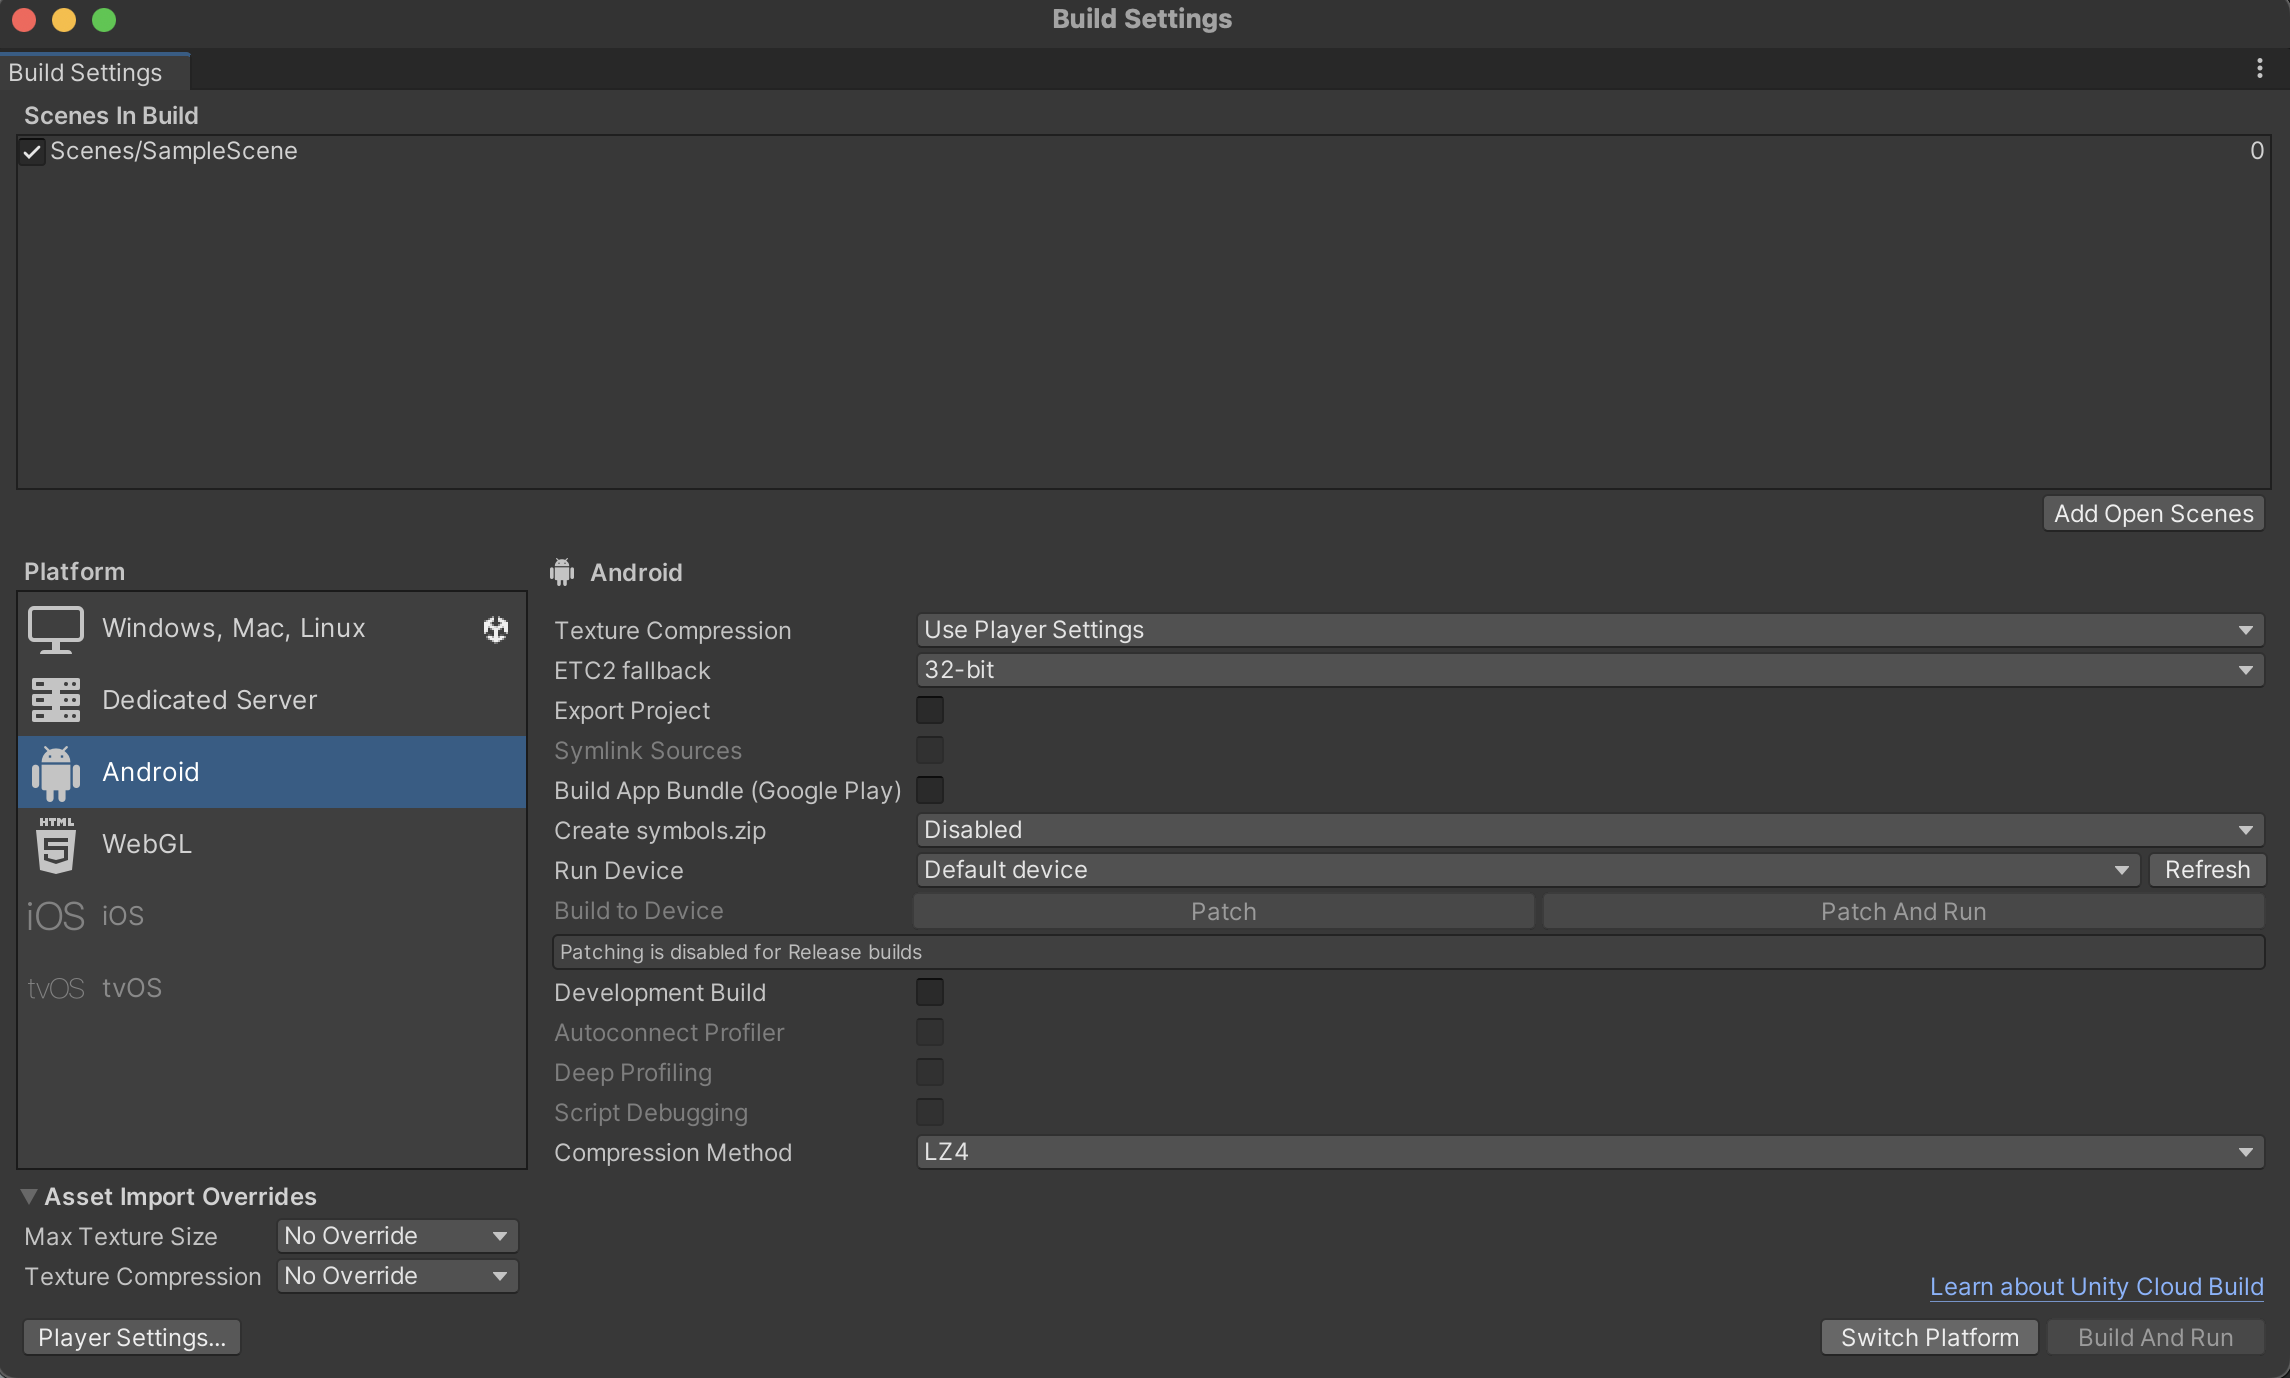 Build Settings
Build Settings
Scenes In Build
Scenes/SampleScene 0
Add Open Scenes
Platform
Windows, Mac, Linux
Dedicated Server
Android
HTML 5 WebGL
iOS iOS
tvOS tvOS
Android
Texture Compression Use Player Settings
ETC2 fallback 32-bit
Export Project
Symlink Sources
Build App Bundle (Google Play)
Create symbols.zip Disabled
Run Device Default device Refresh
Build to Device Patch Patch And Run
Patching is disabled for Release builds
Development Build
Autoconnect Profiler
Deep Profiling
Script Debugging
Compression Method LZ4
Asset Import Overrides
Max Texture Size No Override
Texture Compression No Override
Learn about Unity Cloud Build
Player Settings... Switch Platform Build And Run